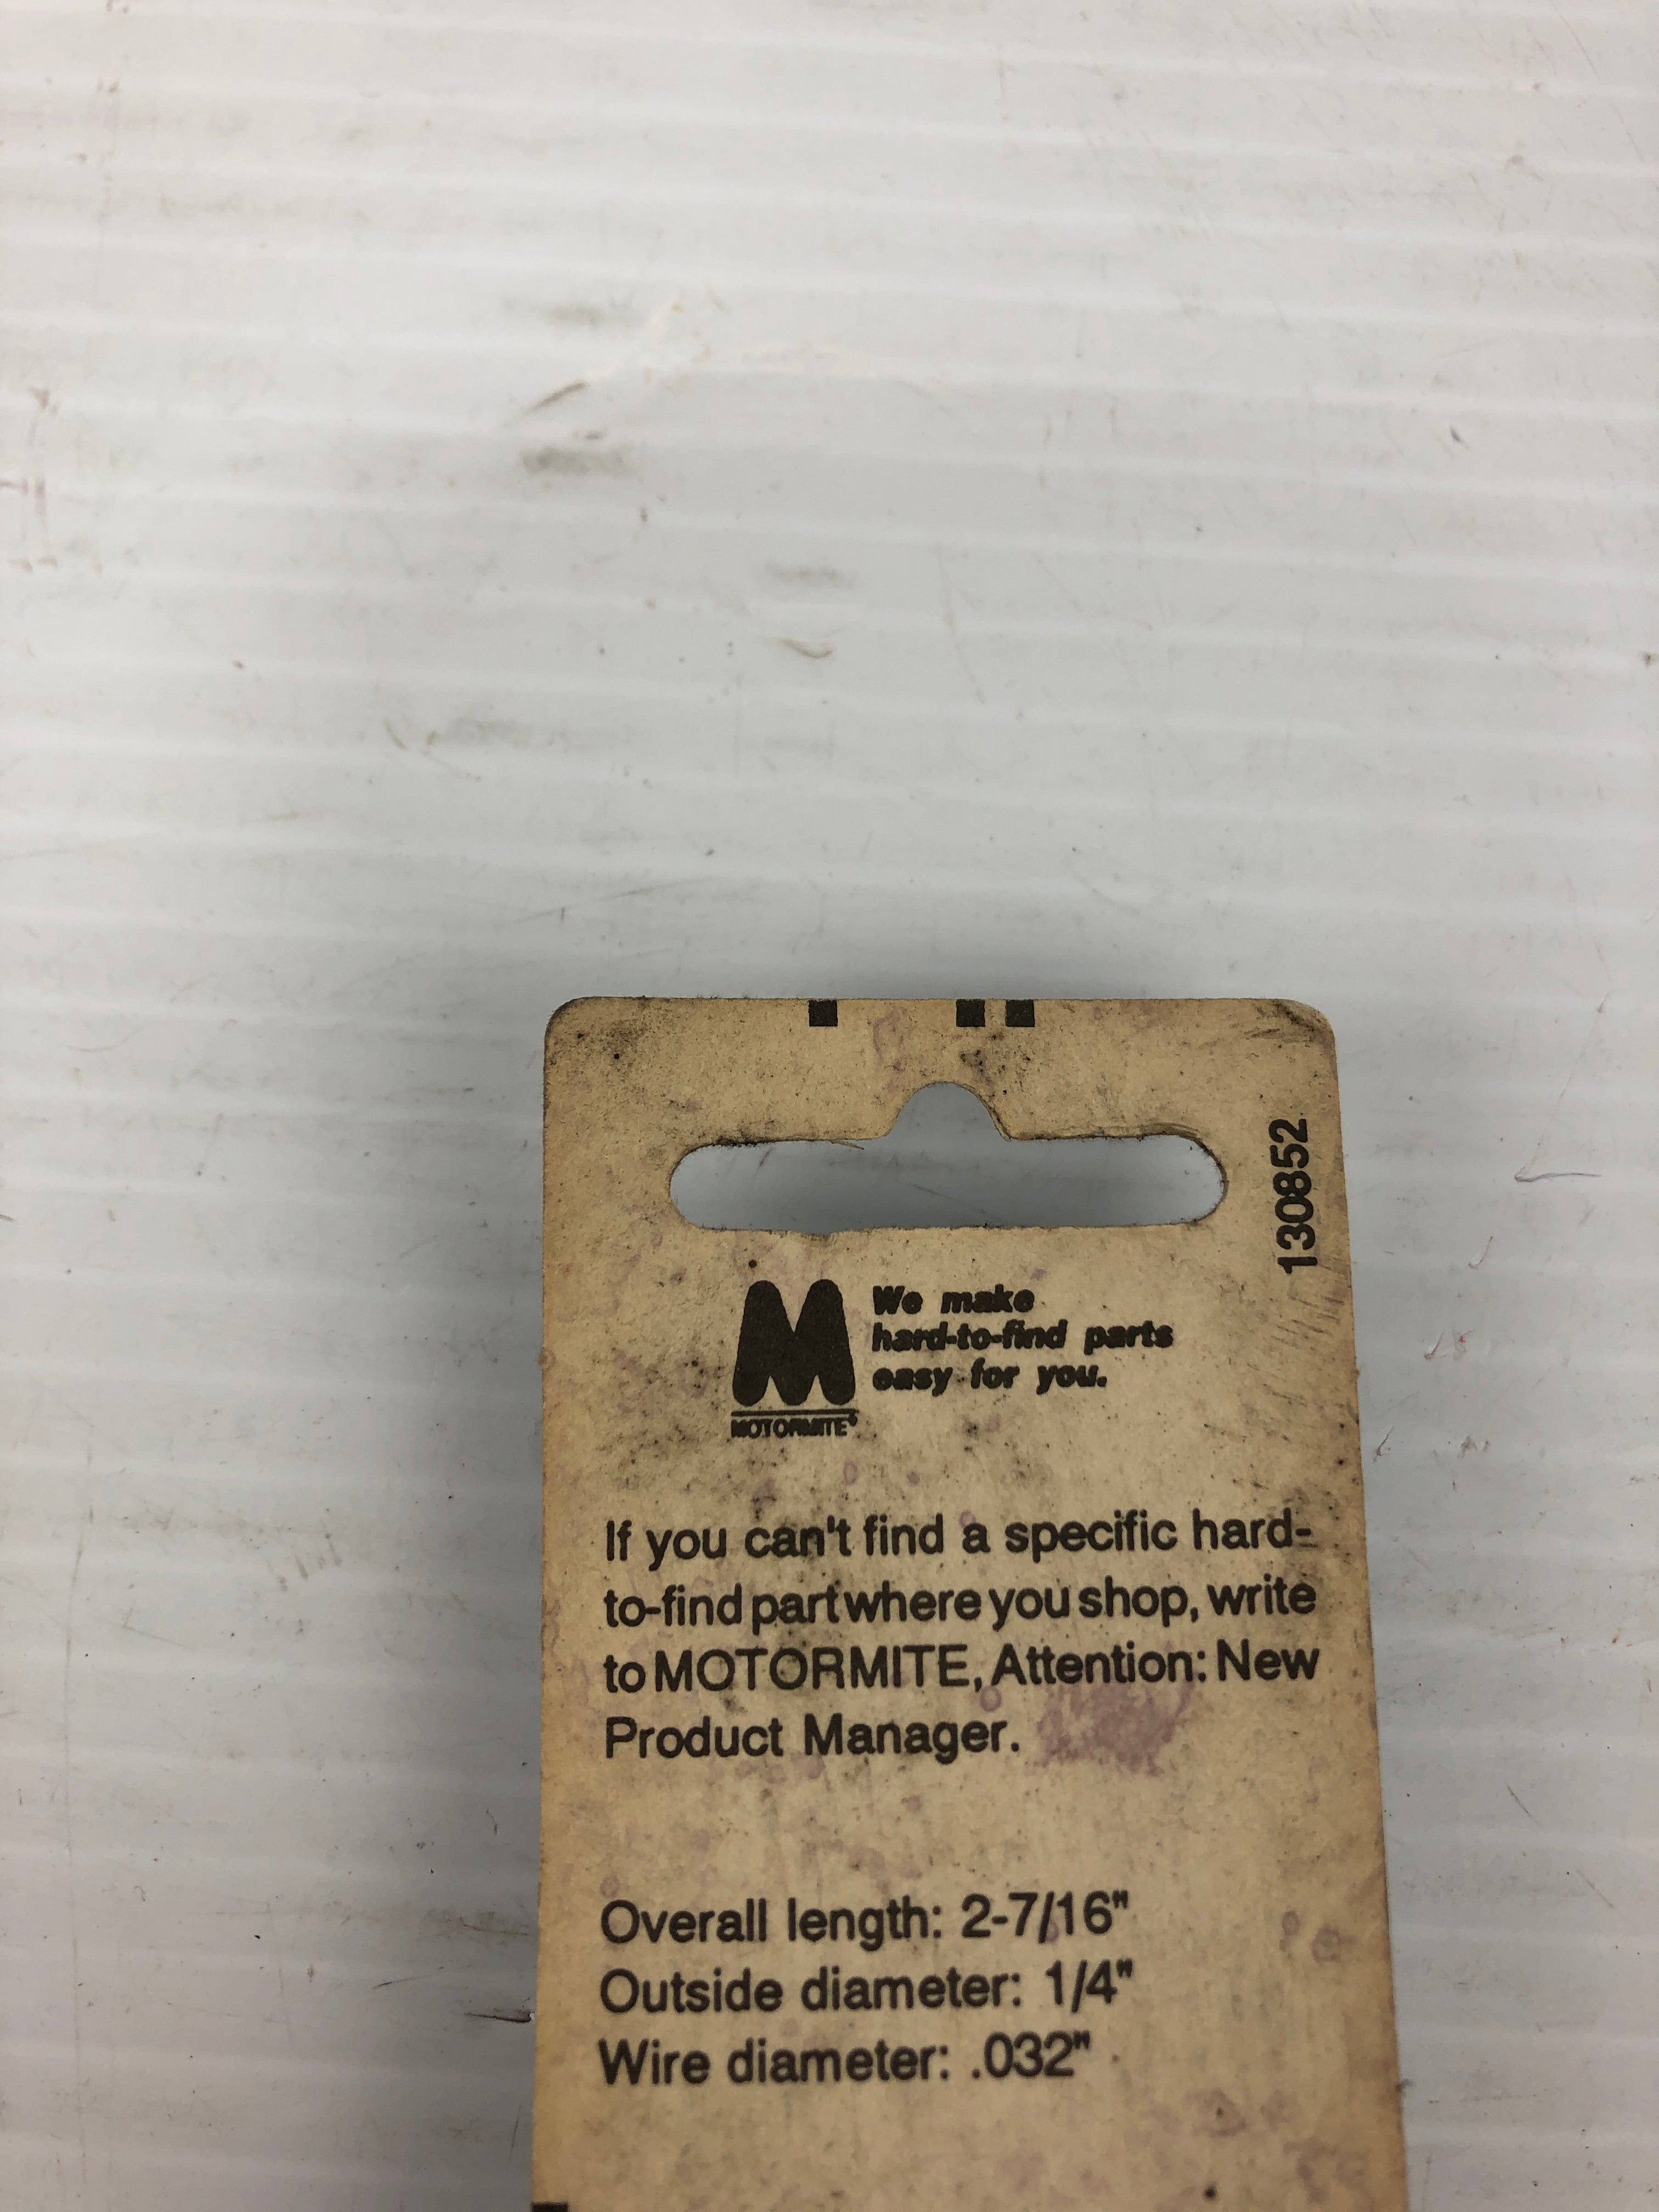 130852
We make
hard-to-find parts
easy for you.
MOTORMITE®
If you can't find a specific hard-
to-find part where you shop, write
to MOTORMITE, Attention: New
Product Manager.
Overall length: 2-7/16"
Outside diameter: 1/4"
Wire diameter: .032"